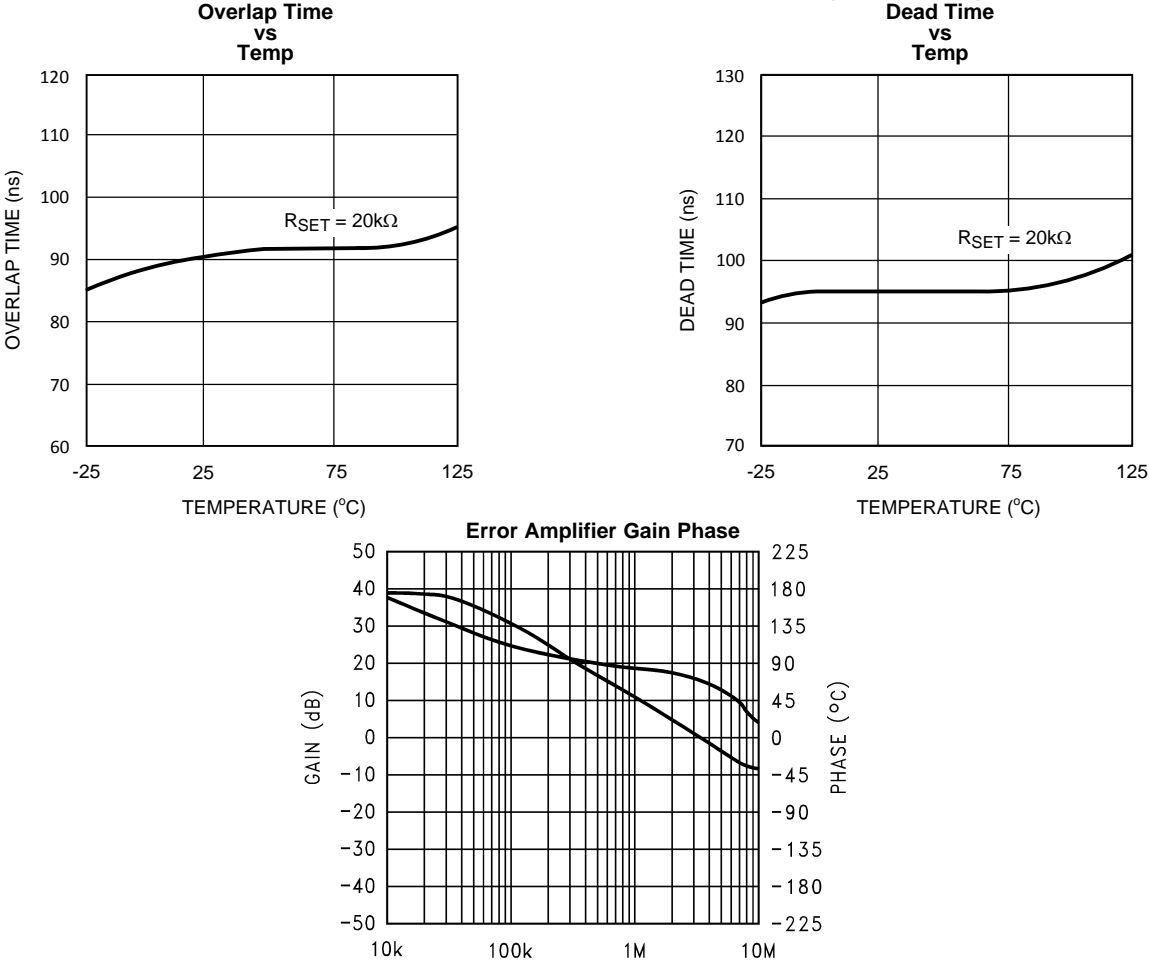 Overlap Time
vs
Temp
120
110
100
90
80
70
60
OVERLAP TIME (ns)
RSET = 20kΩ
-25 25 75 125
TEMPERATURE (oC)
Dead Time
vs
Temp
130
120
110
100
90
80
70
DEAD TIME (ns)
RSET = 20kΩ
-25 25 75 125
TEMPERATURE (oC)
Error Amplifier Gain Phase
50
40
30
20
10
0
−10
−20
−30
−40
−50
GAIN (dB)
225
180
135
90
45
0
−45
−90
−135
−180
−225
PHASE (°C)
10k 100k 1M 10M